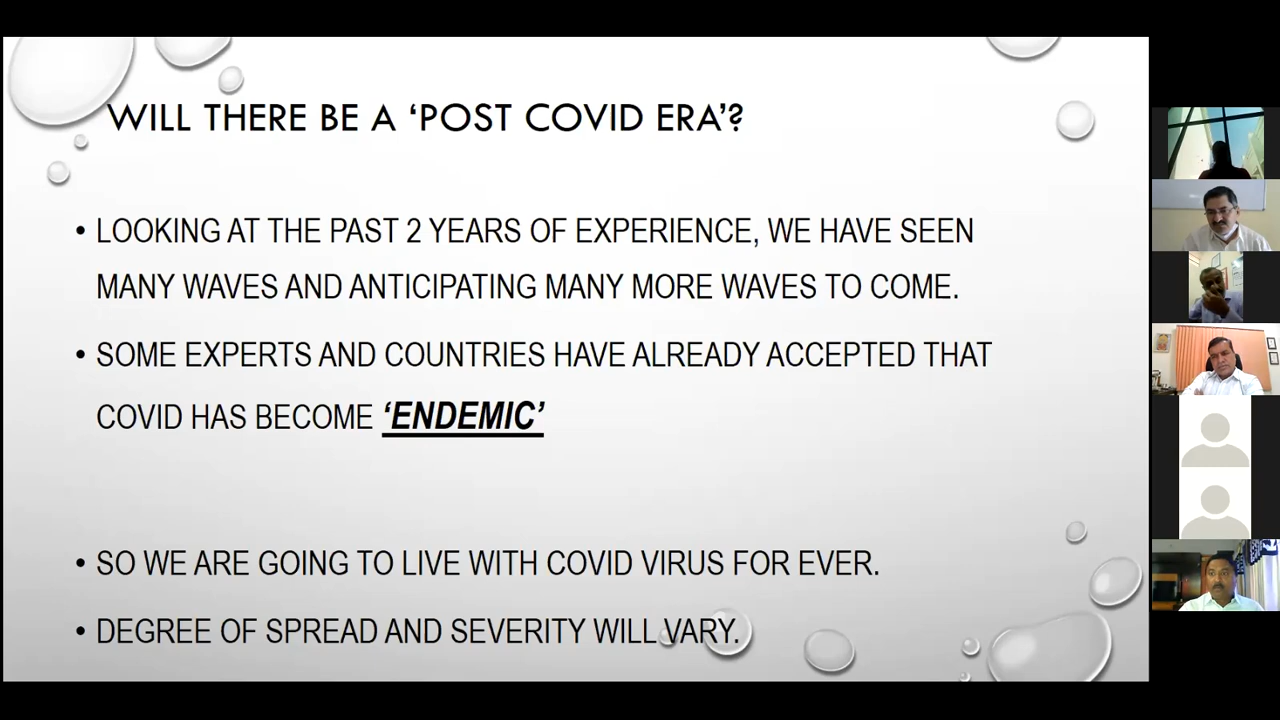 WILL THERE BE A ‘POST COVID ERA’?
• LOOKING AT THE PAST 2 YEARS OF EXPERIENCE, WE HAVE SEEN
MANY WAVES AND ANTICIPATING MANY MORE WAVES TO COME.
• SOME EXPERTS AND COUNTRIES HAVE ALREADY ACCEPTED THAT
COVID HAS BECOME ‘ENDEMIC’
• SO WE ARE GOING TO LIVE WITH COVID VIRUS FOR EVER.
• DEGREE OF SPREAD AND SEVERITY WILL VARY.